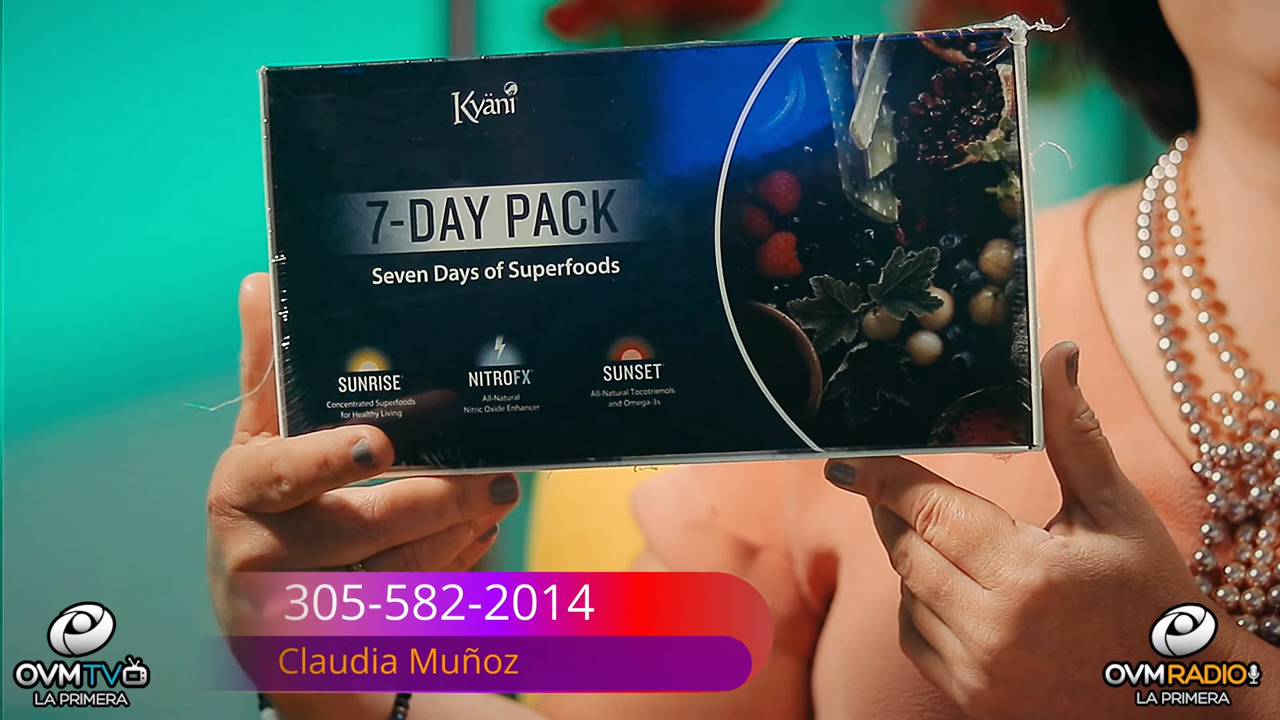 Kyäni
7-DAY PACK
Seven Days of Superfoods
SUNRISE
Concentrated Superfoods
for Healthy Living
NITROFX
All-Natural
Nitric Oxide Enhancer
SUNSET
All-Natural Tocotrienols
and Omega-3s
305-582-2014
Claudia Muñoz
OVMTV
LA PRIMERA
OVMRADIO
LA PRIMERA